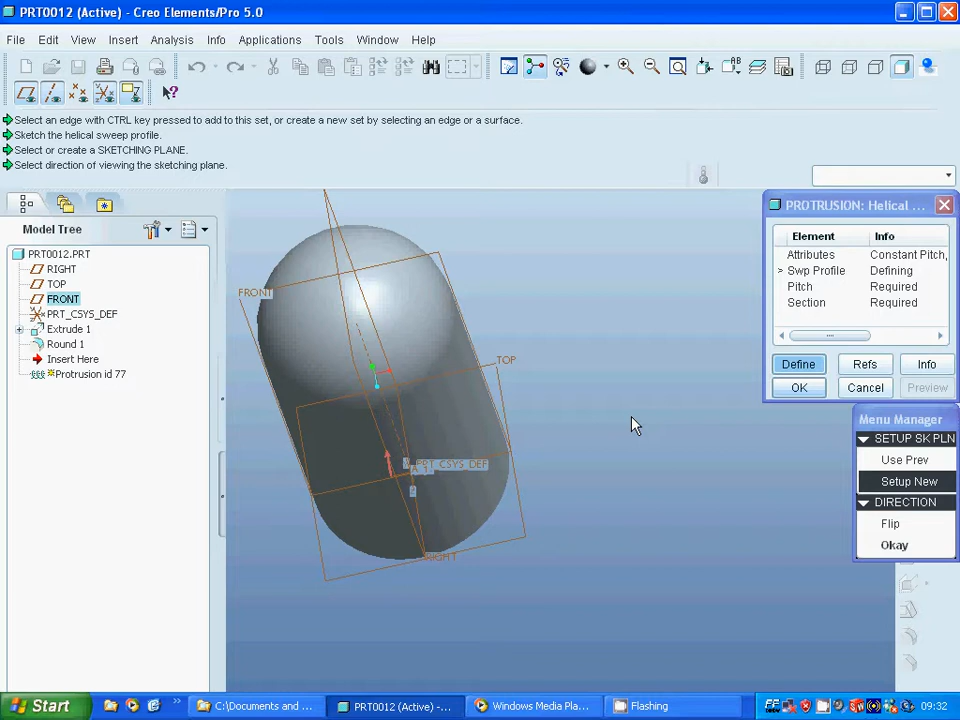 PRT0012 (Active) - Creo Elements/Pro 5.0
File Edit View Insert Analysis Info Applications Tools Window Help
Select an edge with CTRL key pressed to add to this set, or create a new set by selecting an edge or a surface.
Sketch the helical sweep profile.
Select or create a SKETCHING PLANE.
Select direction of viewing the sketching plane.
Model Tree
PRT0012.PRT
RIGHT
TOP
FRONT
PRT_CSYS_DEF
Extrude 1
Round 1
Insert Here
Protrusion id 77
FRONT
TOP
PRT_CSYS_DEF
RIGHT
PROTRUSION: Helical ...
Element Info
Attributes Constant Pitch,
> Swp Profile Defining
Pitch Required
Section Required
Define Refs Info
OK Cancel Preview
Menu Manager
SETUP SK PLN
Use Prev
Setup New
DIRECTION
Flip
Okay
Start
C:\Documents and ...
PRT0012 (Active) -...
Windows Media Pla...
Flashing
09:32